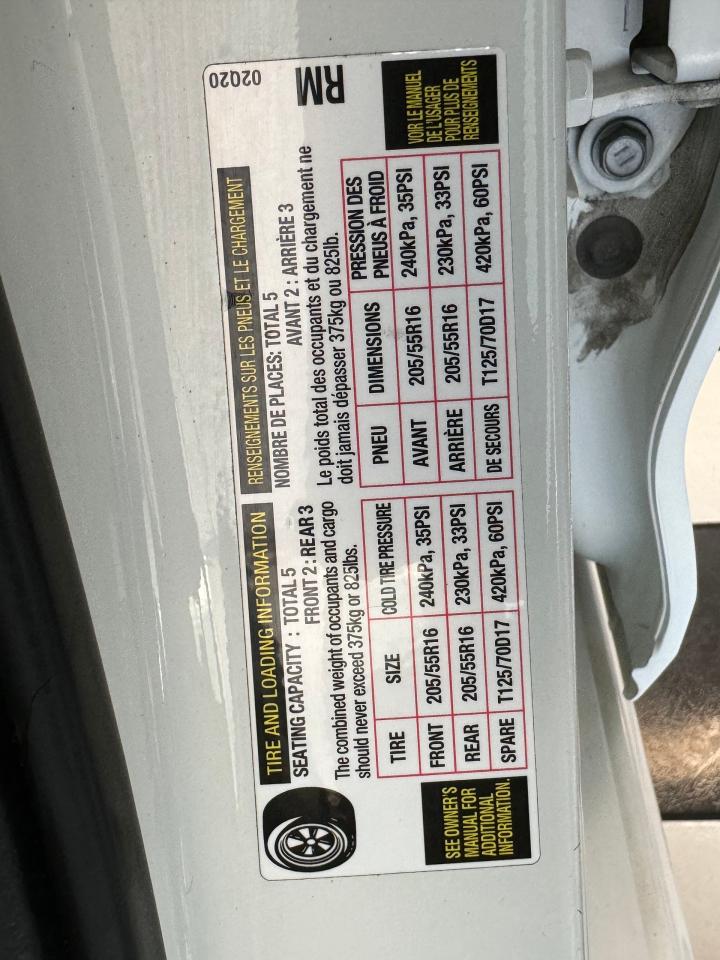 TIRE AND LOADING INFORMATION
SEATING CAPACITY : TOTAL 5
FRONT 2 : REAR 3
The combined weight of occupants and cargo
should never exceed 375kg or 825lbs.
TIRE SIZE COLD TIRE PRESSURE
FRONT 205/55R16 240kPa, 35PSI
REAR 205/55R16 230kPa, 33PSI
SPARE T125/70D17 420kPa, 60PSI
SEE OWNER'S
MANUAL FOR
ADDITIONAL
INFORMATION.
RENSEIGNEMENTS SUR LES PNEUS ET LE CHARGEMENT
NOMBRE DE PLACES: TOTAL 5
AVANT 2 : ARRIÈRE 3
Le poids total des occupants et du chargement ne
doit jamais dépasser 375kg ou 825lb.
PNEU DIMENSIONS PRESSION DES
PNEUS À FROID
AVANT 205/55R16 240kPa, 35PSI
ARRIÈRE 205/55R16 230kPa, 33PSI
DE SECOURS T125/70D17 420kPa, 60PSI
VOIR LE MANUEL
DE L'USAGER
POUR PLUS DE
RENSEIGNEMENTS
02Q20
RM